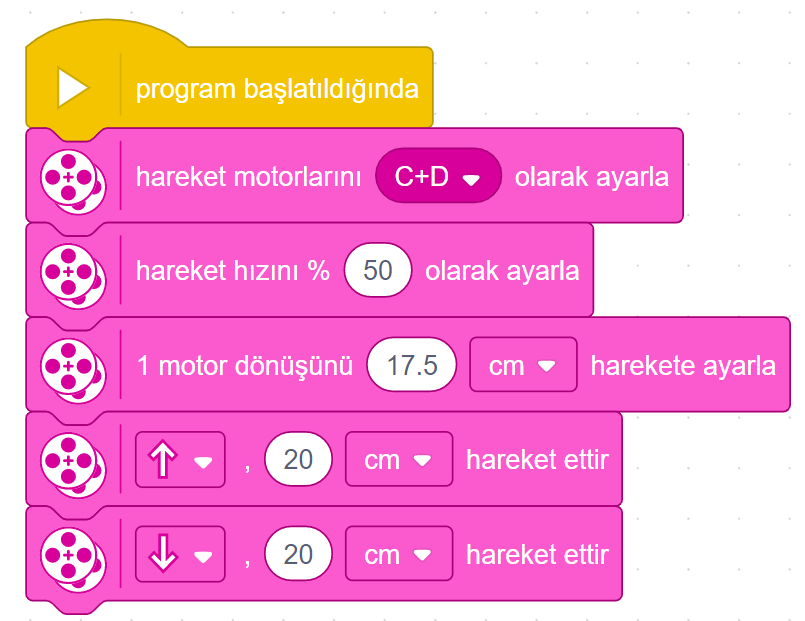 program başlatıldığında
hareket motorlarını C+D olarak ayarla
hareket hızını % 50 olarak ayarla
1 motor dönüşünü 17.5 cm harekete ayarla
, 20 cm hareket ettir
, 20 cm hareket ettir